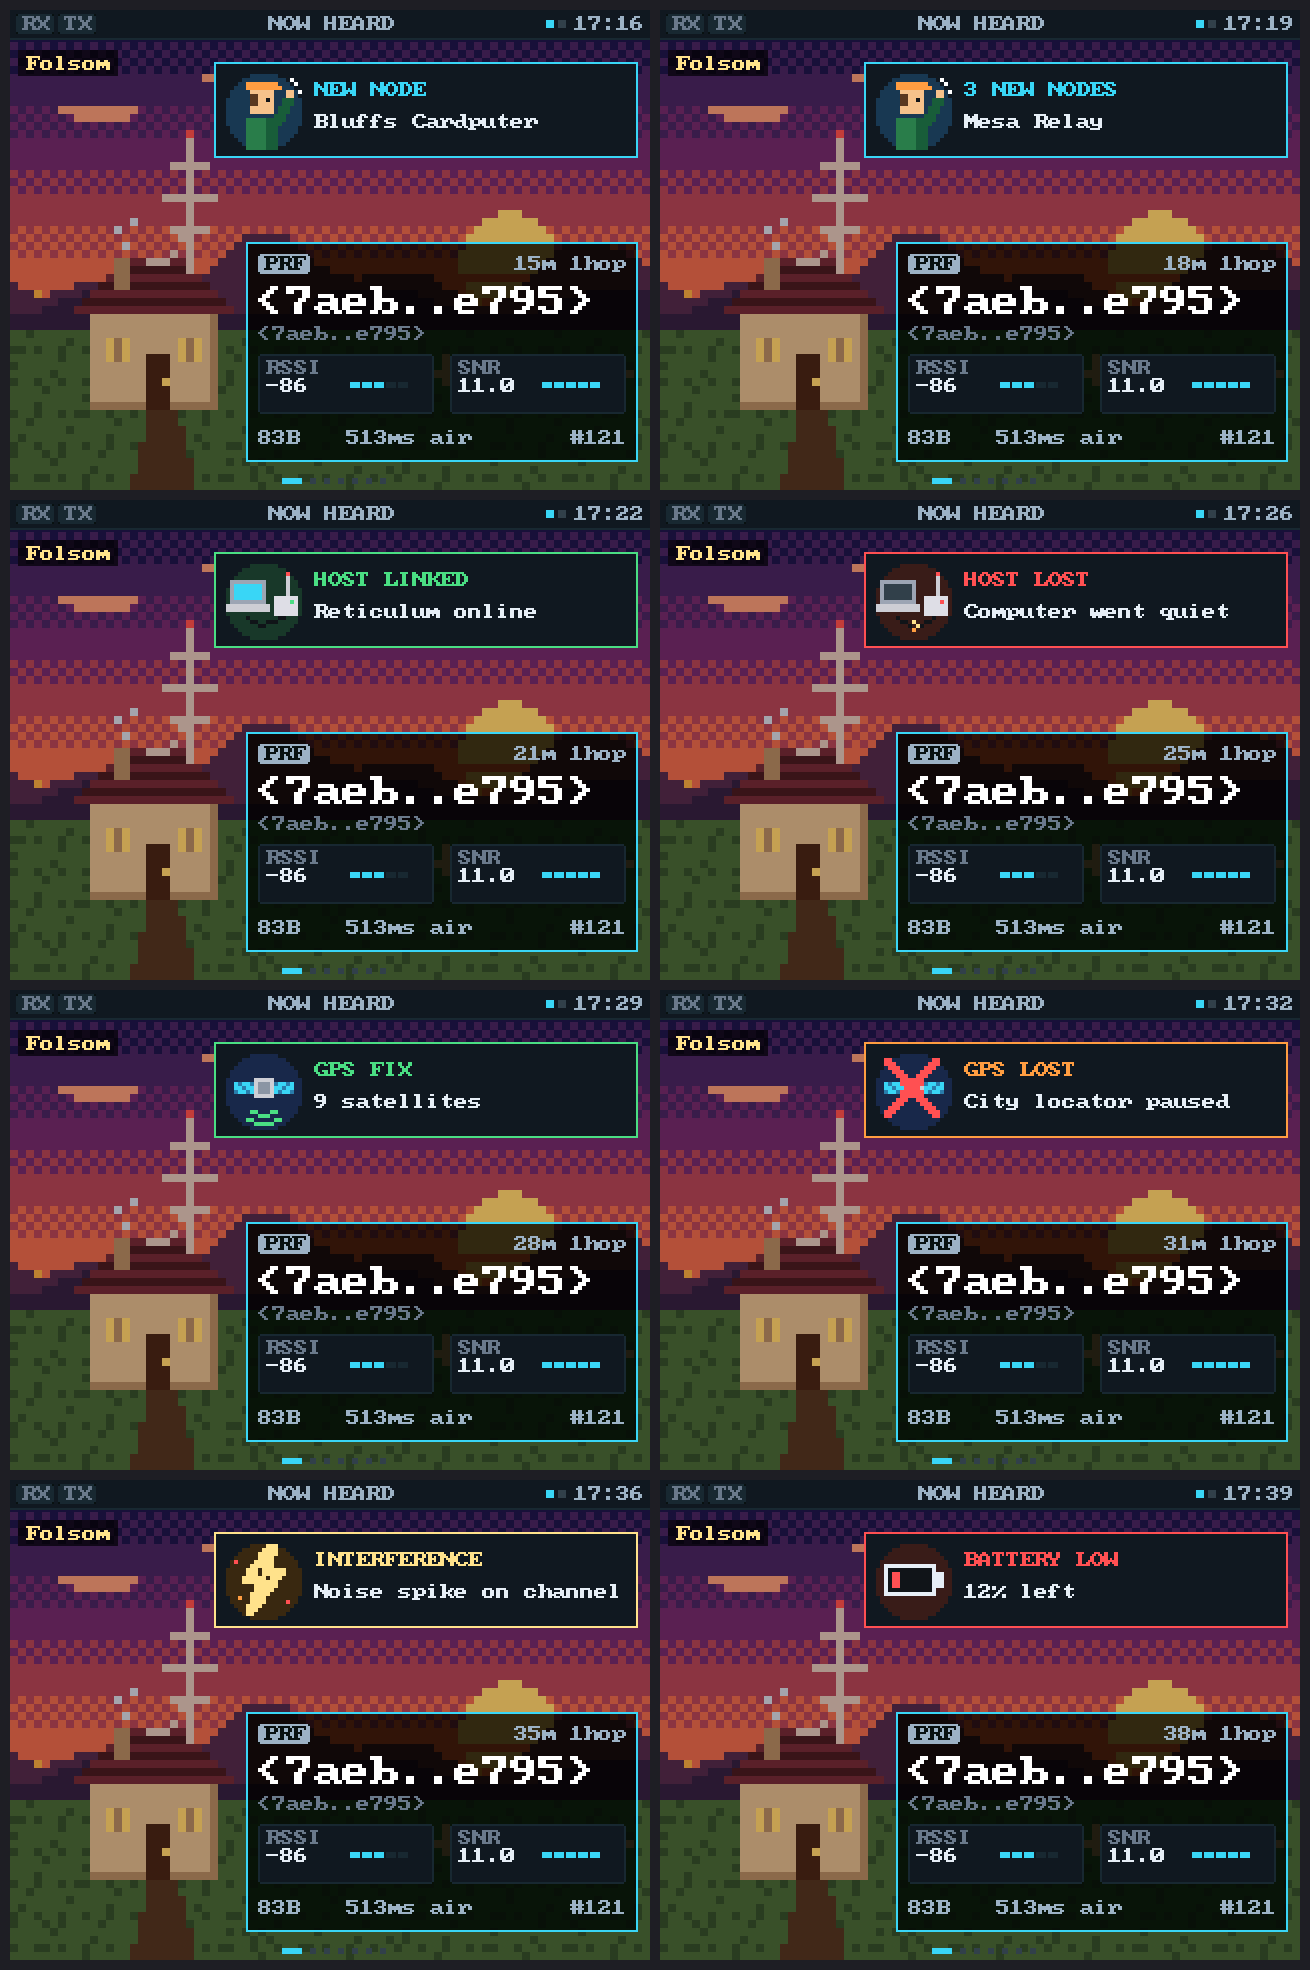 RX TX NOW HEARD 17:16
Folsom
NEW NODE
Bluffs Cardputer
PRF 15m 1hop
<7aeb..e795>
<7aeb..e795>
RSSI SNR
-86 11.0
83B 513ms air #121
RX TX NOW HEARD 17:19
Folsom
3 NEW NODES
Mesa Relay
PRF 18m 1hop
<7aeb..e795>
<7aeb..e795>
RSSI SNR
-86 11.0
83B 513ms air #121
RX TX NOW HEARD 17:22
Folsom
HOST LINKED
Reticulum online
PRF 21m 1hop
<7aeb..e795>
<7aeb..e795>
RSSI SNR
-86 11.0
83B 513ms air #121
RX TX NOW HEARD 17:26
Folsom
HOST LOST
Computer went quiet
PRF 25m 1hop
<7aeb..e795>
<7aeb..e795>
RSSI SNR
-86 11.0
83B 513ms air #121
RX TX NOW HEARD 17:29
Folsom
GPS FIX
9 satellites
PRF 28m 1hop
<7aeb..e795>
<7aeb..e795>
RSSI SNR
-86 11.0
83B 513ms air #121
RX TX NOW HEARD 17:32
Folsom
GPS LOST
City locator paused
PRF 31m 1hop
<7aeb..e795>
<7aeb..e795>
RSSI SNR
-86 11.0
83B 513ms air #121
RX TX NOW HEARD 17:36
Folsom
INTERFERENCE
Noise spike on channel
PRF 35m 1hop
<7aeb..e795>
<7aeb..e795>
RSSI SNR
-86 11.0
83B 513ms air #121
RX TX NOW HEARD 17:39
Folsom
BATTERY LOW
12% left
PRF 38m 1hop
<7aeb..e795>
<7aeb..e795>
RSSI SNR
-86 11.0
83B 513ms air #121